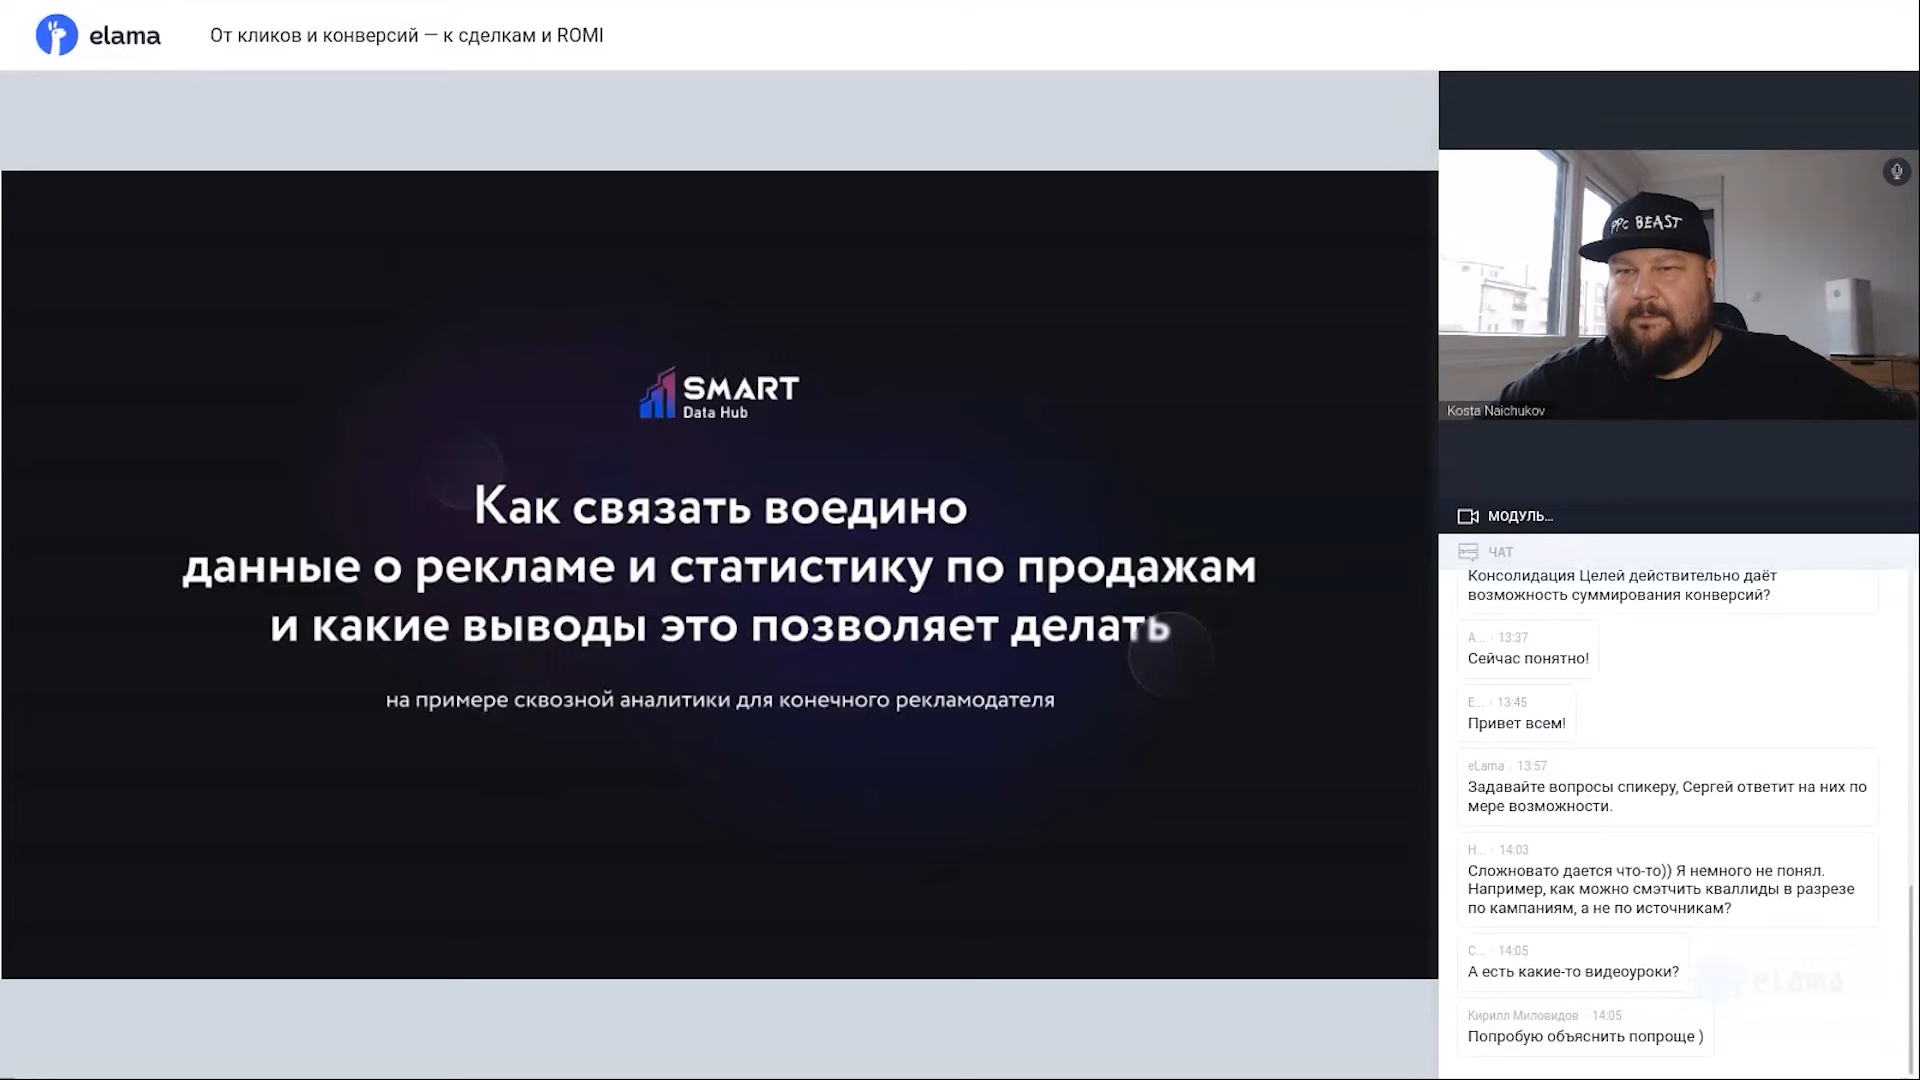 elama
От кликов и конверсий — к сделкам и ROMI
SMART
Data Hub
Как связать воедино
данные о рекламе и статистику по продажам
и какие выводы это позволяет делать
на примере сквозной аналитики для конечного рекламодателя
PPC BEAST
Kosta Naichukov
МОДУЛЬ...
ЧАТ
Консолидация Целей действительно даёт
возможность суммирования конверсий?
А... 13:37
Сейчас понятно!
Е... 13:45
Привет всем!
eLama 13:57
Задавайте вопросы спикеру, Сергей ответит на них по
мере возможности.
Н... 14:03
Сложновато дается что-то)) Я немного не понял.
Например, как можно смэтчить кваллиды в разрезе
по кампаниям, а не по источникам?
С... 14:05
А есть какие-то видеоуроки?
eLama
Кирилл Миловидов 14:05
Попробую объяснить попроще )